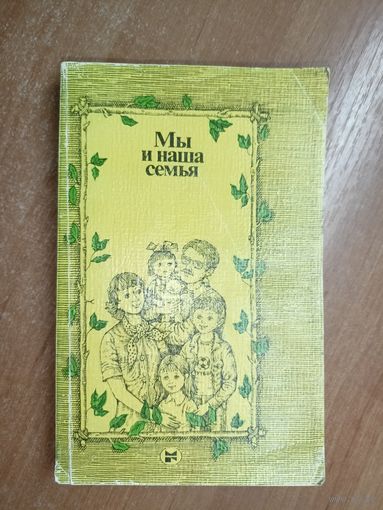 Мы
и наша
семья